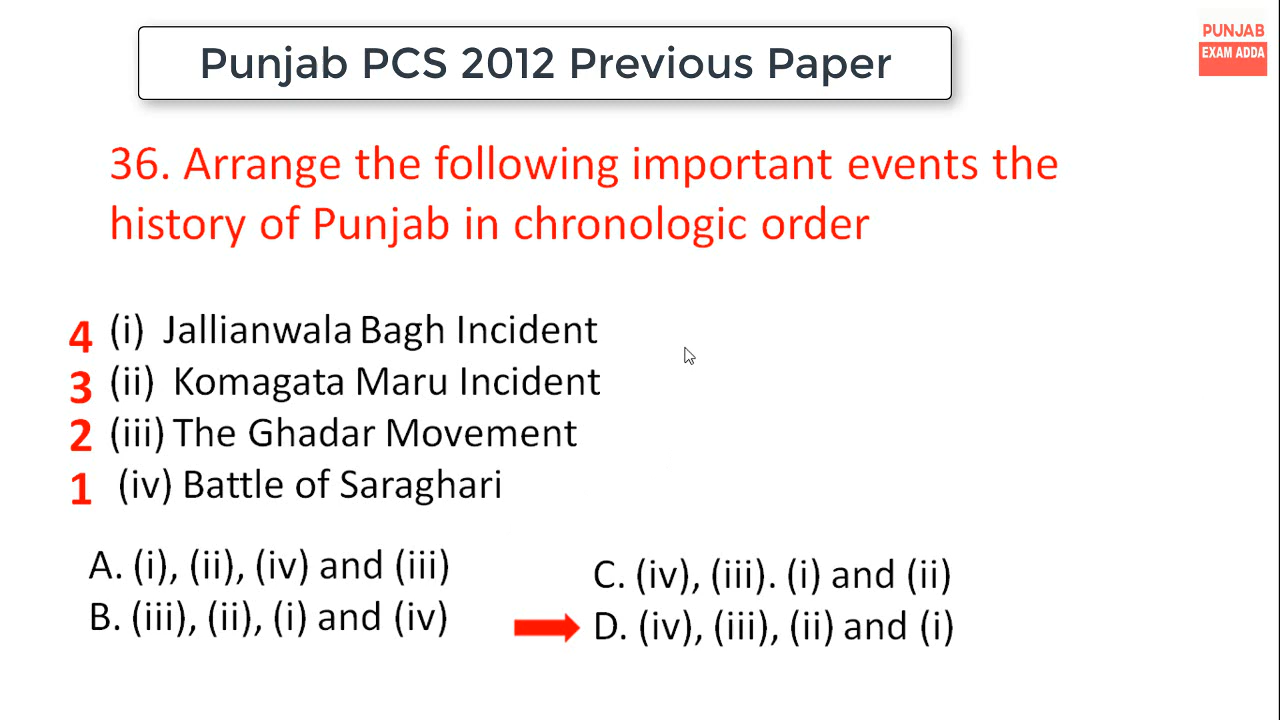 Punjab PCS 2012 Previous Paper
PUNJAB
EXAM ADDA
36. Arrange the following important events the
history of Punjab in chronologic order
4 (i) Jallianwala Bagh Incident
3 (ii) Komagata Maru Incident
2 (iii) The Ghadar Movement
1 (iv) Battle of Saraghari
A. (i), (ii), (iv) and (iii)
B. (iii), (ii), (i) and (iv)
C. (iv), (iii). (i) and (ii)
D. (iv), (iii), (ii) and (i)